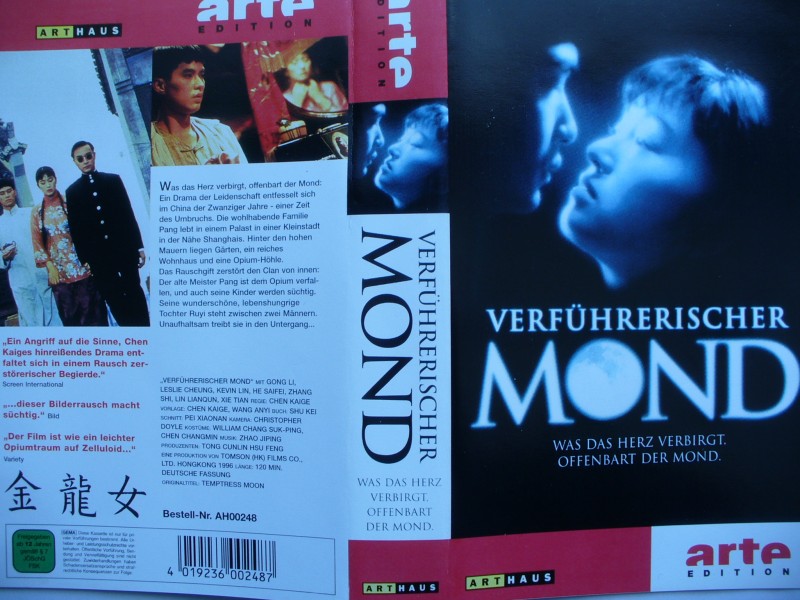 ARTHAUS
arte
EDITION
Was das Herz verbirgt, offenbart der Mond:
Ein Drama der Leidenschaft entfesselt sich
im China der Zwanziger Jahre - einer Zeit
des Umbruchs. Die wohlhabende Familie
Pang lebt in einem Palast in einer Kleinstadt
in der Nähe Shanghais. Hinter den hohen
Mauern liegen Gärten, ein reiches
Wohnhaus und eine Opium-Höhle.
Das Rauschgift zerstört den Clan von innen:
Der alte Meister Pang ist dem Opium verfal-
len, und auch seine Kinder werden süchtig.
Seine wunderschöne, lebenshungrige
Tochter Ruyi steht zwischen zwei Männern.
Unaufhaltsam treibt sie in den Untergang...
„Ein Angriff auf die Sinne, Chen
Kaiges hinreißendes Drama ent-
faltet sich in einem Rausch zer-
störerischer Begierde.“
Screen International
„...dieser Bilderrausch macht
süchtig.“ Bild
„Der Film ist wie ein leichter
Opiumtraum auf Zelluloid...“
Variety
金龍女
„VERFÜHRERISCHER MOND“ MIT GONG LI,
LESLIE CHEUNG, KEVIN LIN, HE SAIFEI, ZHANG
SHI, LIN LIANQUN, XIE TIAN REGIE: CHEN KAIGE
VORLAGE: CHEN KAIGE, WANG ANYI BUCH: SHU KEI
SCHNITT: PEI XIAONAN KAMERA: CHRISTOPHER
DOYLE KOSTÜME: WILLIAM CHANG SUK-PING,
CHEN CHANGMIN MUSIK: ZHAO JIPING
PRODUZENTEN: TONG CUNLIN HSU FENG
EINE PRODUKTION VON TOMSON (HK) FILMS CO.,
LTD. HONGKONG 1996 LÄNGE: 120 MIN.
DEUTSCHE FASSUNG
ORIGINALTITEL: TEMPTRESS MOON
Bestell-Nr. AH00248
Freigegeben
ab 12 Jahren
gemäß § 7
JÖSchG
FSK
GEMA
4 019236 002487
arte
EDITION
VERFÜHRERISCHER
MOND
WAS DAS HERZ
VERBIRGT,
OFFENBART
DER MOND.
ARTHAUS
VERFÜHRERISCHER
MOND
WAS DAS HERZ VERBIRGT.
OFFENBART DER MOND.
ARTHAUS
arte
EDITION